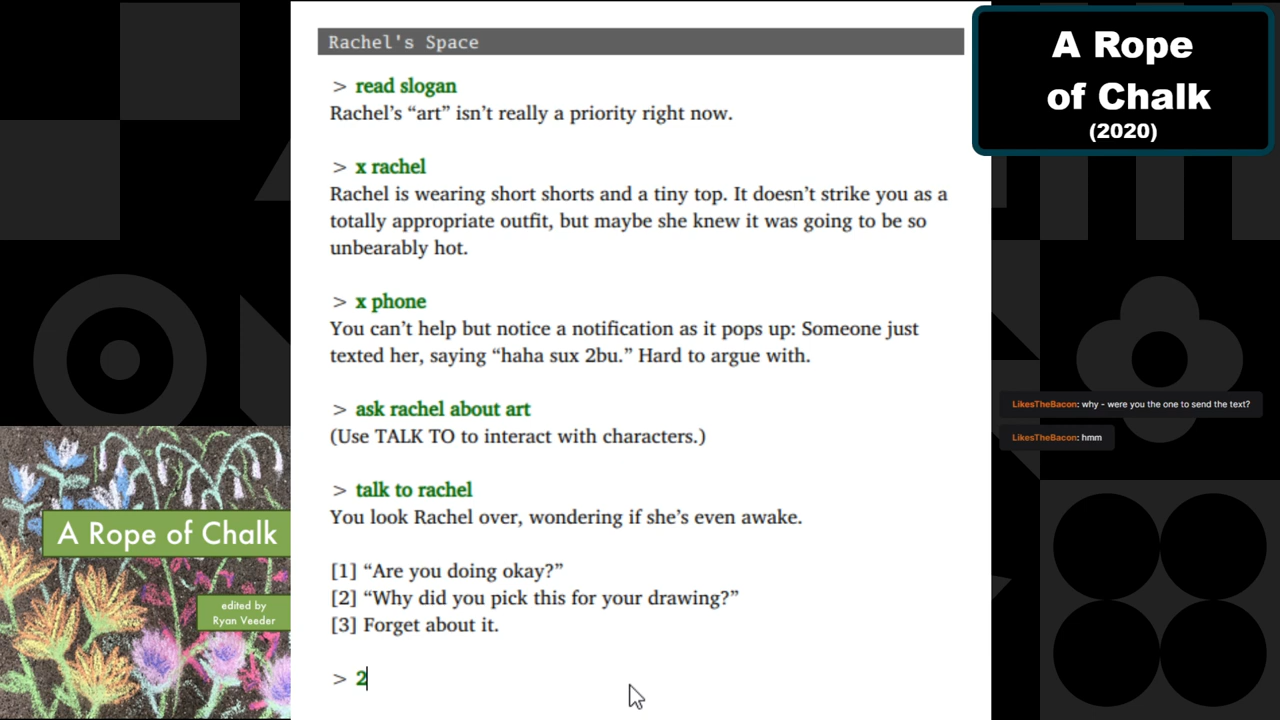 Rachel's Space
> read slogan
Rachel’s “art” isn’t really a priority right now.
> x rachel
Rachel is wearing short shorts and a tiny top. It doesn’t strike you as a
totally appropriate outfit, but maybe she knew it was going to be so
unbearably hot.
> x phone
You can’t help but notice a notification as it pops up: Someone just
texted her, saying “haha sux 2bu.” Hard to argue with.
> ask rachel about art
(Use TALK TO to interact with characters.)
> talk to rachel
You look Rachel over, wondering if she’s even awake.
[1] “Are you doing okay?”
[2] “Why did you pick this for your drawing?”
[3] Forget about it.
> 2
A Rope
of Chalk
(2020)
LikesTheBacon: why - were you the one to send the text?
LikesTheBacon: hmm
A Rope of Chalk
edited by
Ryan Veeder